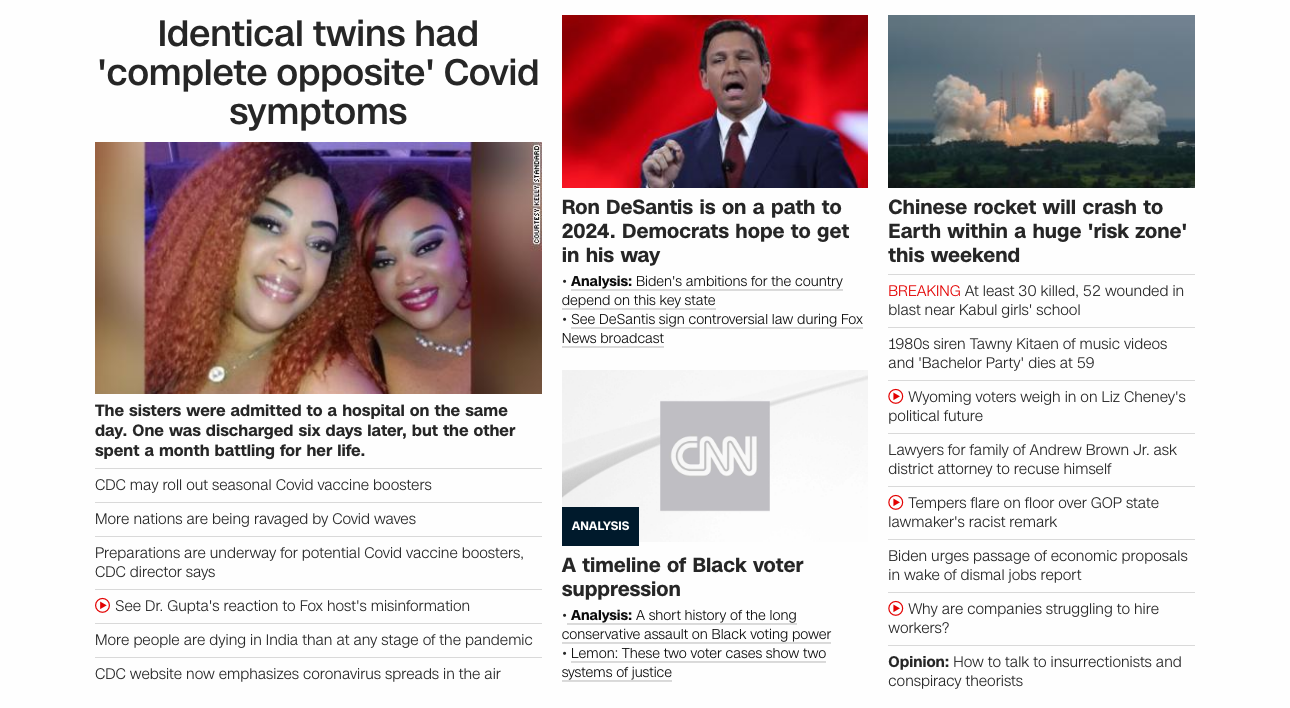 Identical twins had
'complete opposite' Covid
symptoms
COURTESY KELLY STANDARD
The sisters were admitted to a hospital on the same
day. One was discharged six days later, but the other
spent a month battling for her life.
CDC may roll out seasonal Covid vaccine boosters
More nations are being ravaged by Covid waves
Preparations are underway for potential Covid vaccine boosters,
CDC director says
See Dr. Gupta's reaction to Fox host's misinformation
More people are dying in India than at any stage of the pandemic
CDC website now emphasizes coronavirus spreads in the air
Ron DeSantis is on a path to
2024. Democrats hope to get
in his way
• Analysis: Biden's ambitions for the country
depend on this key state
• See DeSantis sign controversial law during Fox
News broadcast
CNN
ANALYSIS
A timeline of Black voter
suppression
• Analysis: A short history of the long
conservative assault on Black voting power
• Lemon: These two voter cases show two
systems of justice
Chinese rocket will crash to
Earth within a huge 'risk zone'
this weekend
BREAKING At least 30 killed, 52 wounded in
blast near Kabul girls' school
1980s siren Tawny Kitaen of music videos
and 'Bachelor Party' dies at 59
Wyoming voters weigh in on Liz Cheney's
political future
Lawyers for family of Andrew Brown Jr. ask
district attorney to recuse himself
Tempers flare on floor over GOP state
lawmaker's racist remark
Biden urges passage of economic proposals
in wake of dismal jobs report
Why are companies struggling to hire
workers?
Opinion: How to talk to insurrectionists and
conspiracy theorists